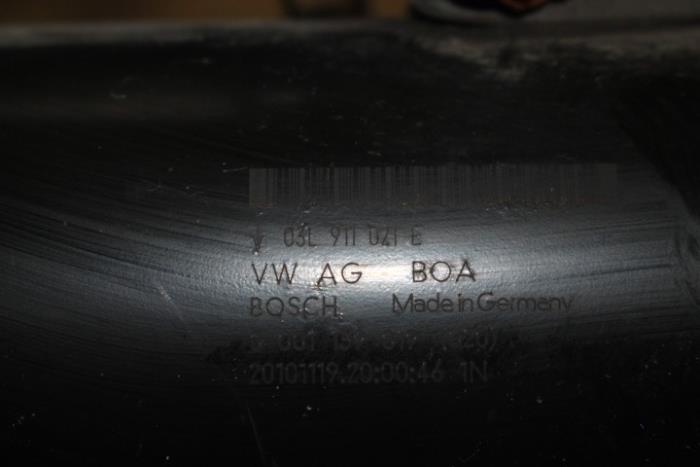 03L 911 021 E
VW AG BOA
BOSCH Made in Germany
20101119.20:00:46 1N